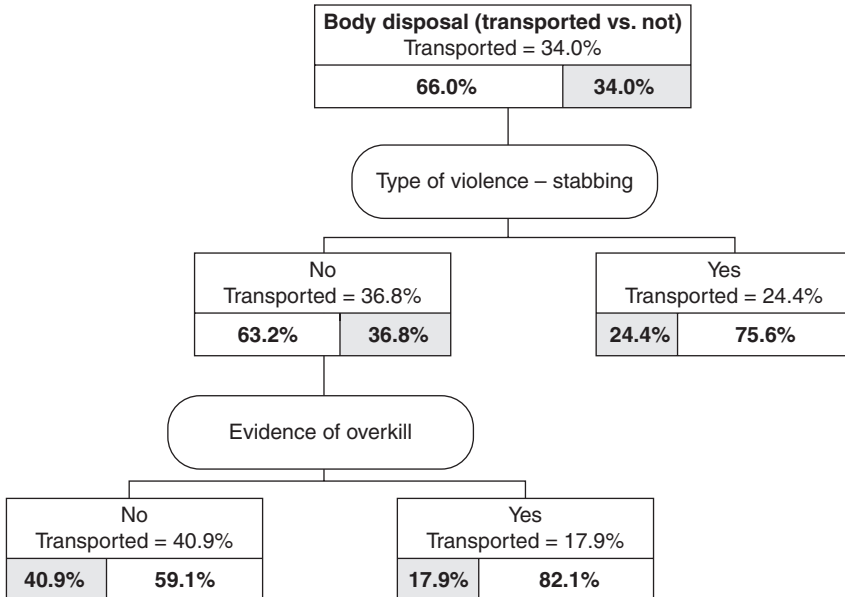 Body disposal (transported vs. not)
Transported = 34.0%
66.0% 34.0%
Type of violence – stabbing
No
Transported = 36.8%
63.2% 36.8%
Yes
Transported = 24.4%
24.4% 75.6%
Evidence of overkill
No
Transported = 40.9%
40.9% 59.1%
Yes
Transported = 17.9%
17.9% 82.1%